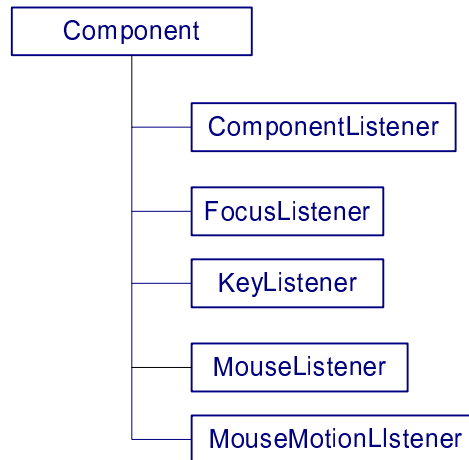 Component
ComponentListener
FocusListener
KeyListener
MouseListener
MouseMotionLIstener